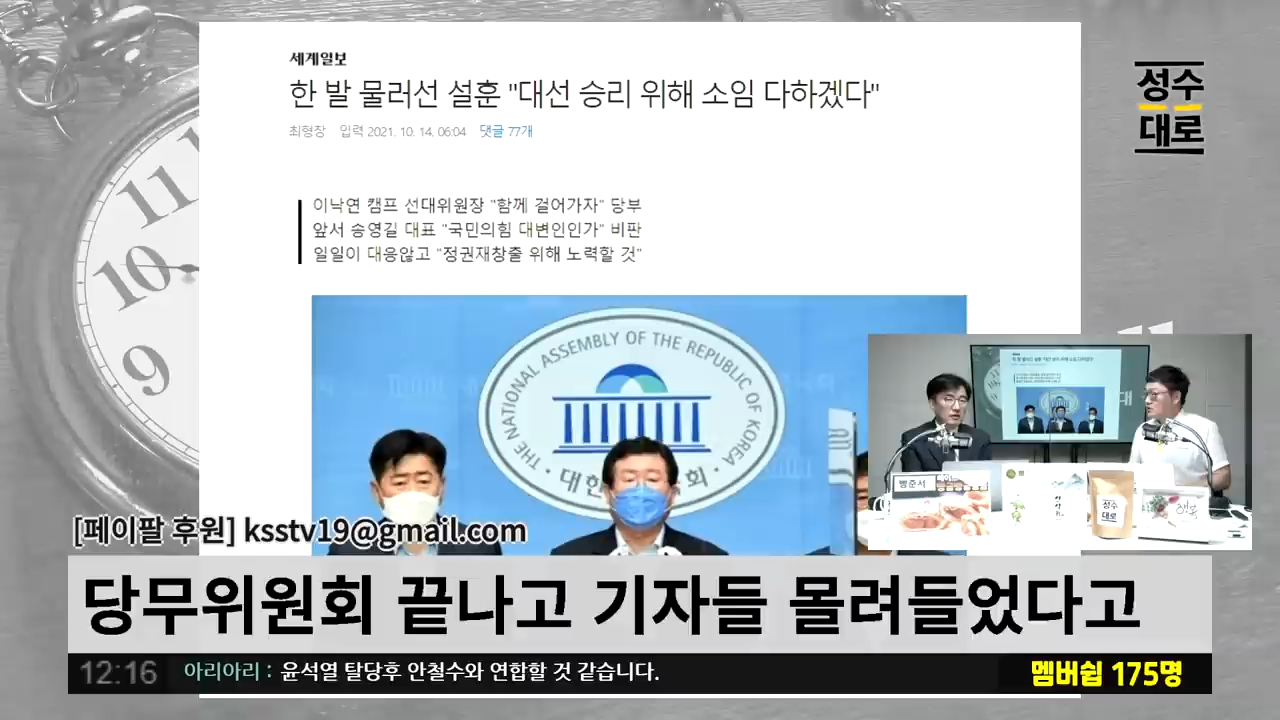 세계일보
한 발 물러선 설훈 "대선 승리 위해 소임 다하겠다"
최형창 입력 2021. 10. 14. 06:04 댓글 77개
성수
대로
이낙연 캠프 선대위원장 "함께 걸어가자" 당부
앞서 송영길 대표 "국민의힘 대변인인가" 비판
일일이 대응않고 "정권재창출 위해 노력할 것"
11
10
9
THE NATIONAL ASSEMBLY OF THE REPUBLIC OF KOREA
성수
대로
[페이팔 후원] ksstv19@gmail.com
당무위원회 끝나고 기자들 몰려들었다고
12:16 아리아리 : 윤석열 탈당후 안철수와 연합할 것 같습니다. 멤버쉽 175명